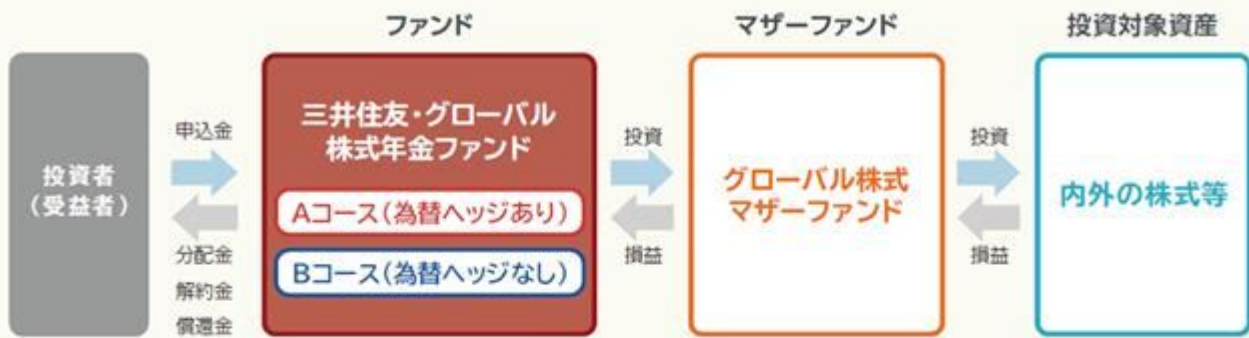 ファンド
マザーファンド
投資対象資産
投資者
（受益者）
申込金
分配金
解約金
償還金
三井住友・グローバル
株式年金ファンド
Aコース（為替ヘッジあり）
Bコース（為替ヘッジなし）
投資
損益
グローバル株式
マザーファンド
投資
損益
内外の株式等